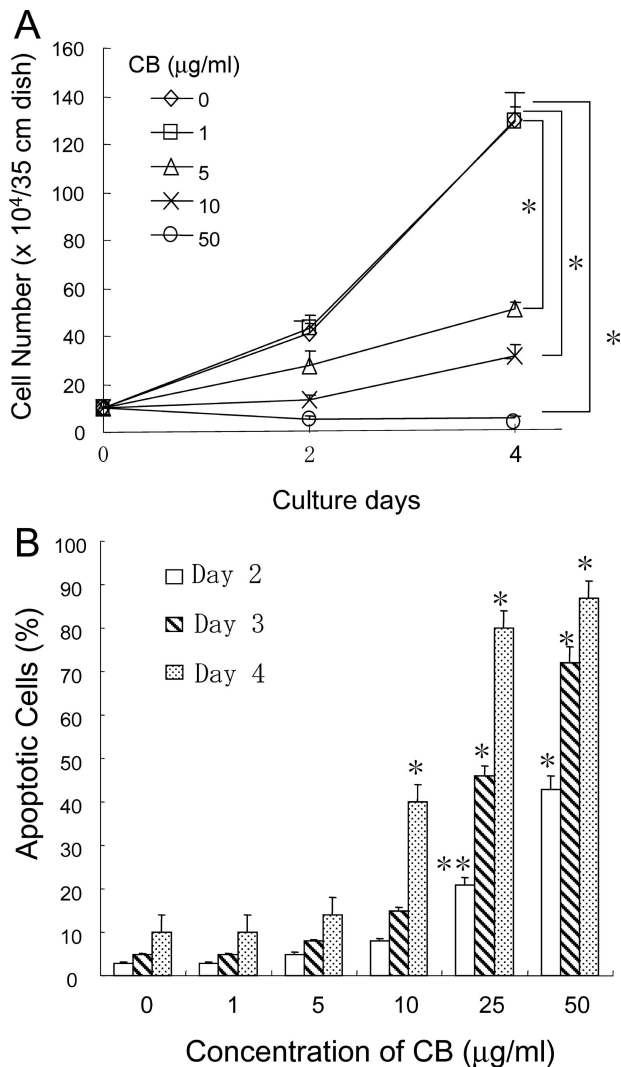 A
160
140
120
100
80
60
40
20
0
Cell Number (x 10⁴/35 cm dish)
CB (μg/ml)
0
1
5
10
50
*
*
*
0 2 4
Culture days
B
100
90
80
70
60
50
40
30
20
10
0
Apoptotic Cells (%)
Day 2
Day 3
Day 4
*
**
*
*
*
*
*
0 1 5 10 25 50
Concentration of CB (μg/ml)